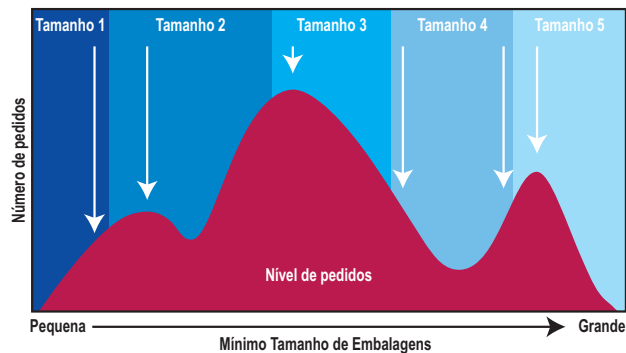 Tamanho 1
Tamanho 2
Tamanho 3
Tamanho 4
Tamanho 5
Número de pedidos
Nível de pedidos
Pequena
Grande
Mínimo Tamanho de Embalagens